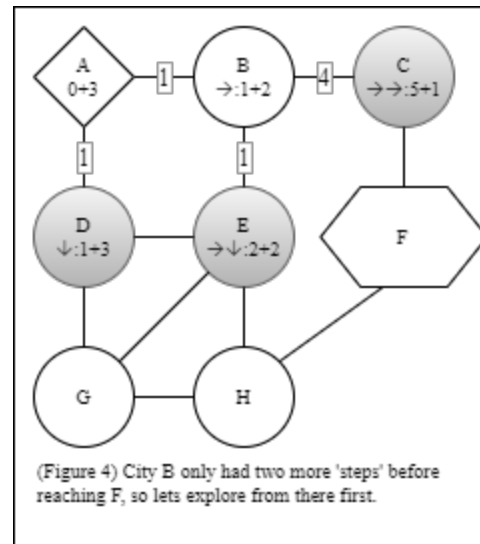 A
0+3
1
B
→:1+2
4
C
→→:5+1
1
1
D
↓:1+3
E
→↓:2+2
F
G
H
(Figure 4) City B only had two more 'steps' before
reaching F, so lets explore from there first.